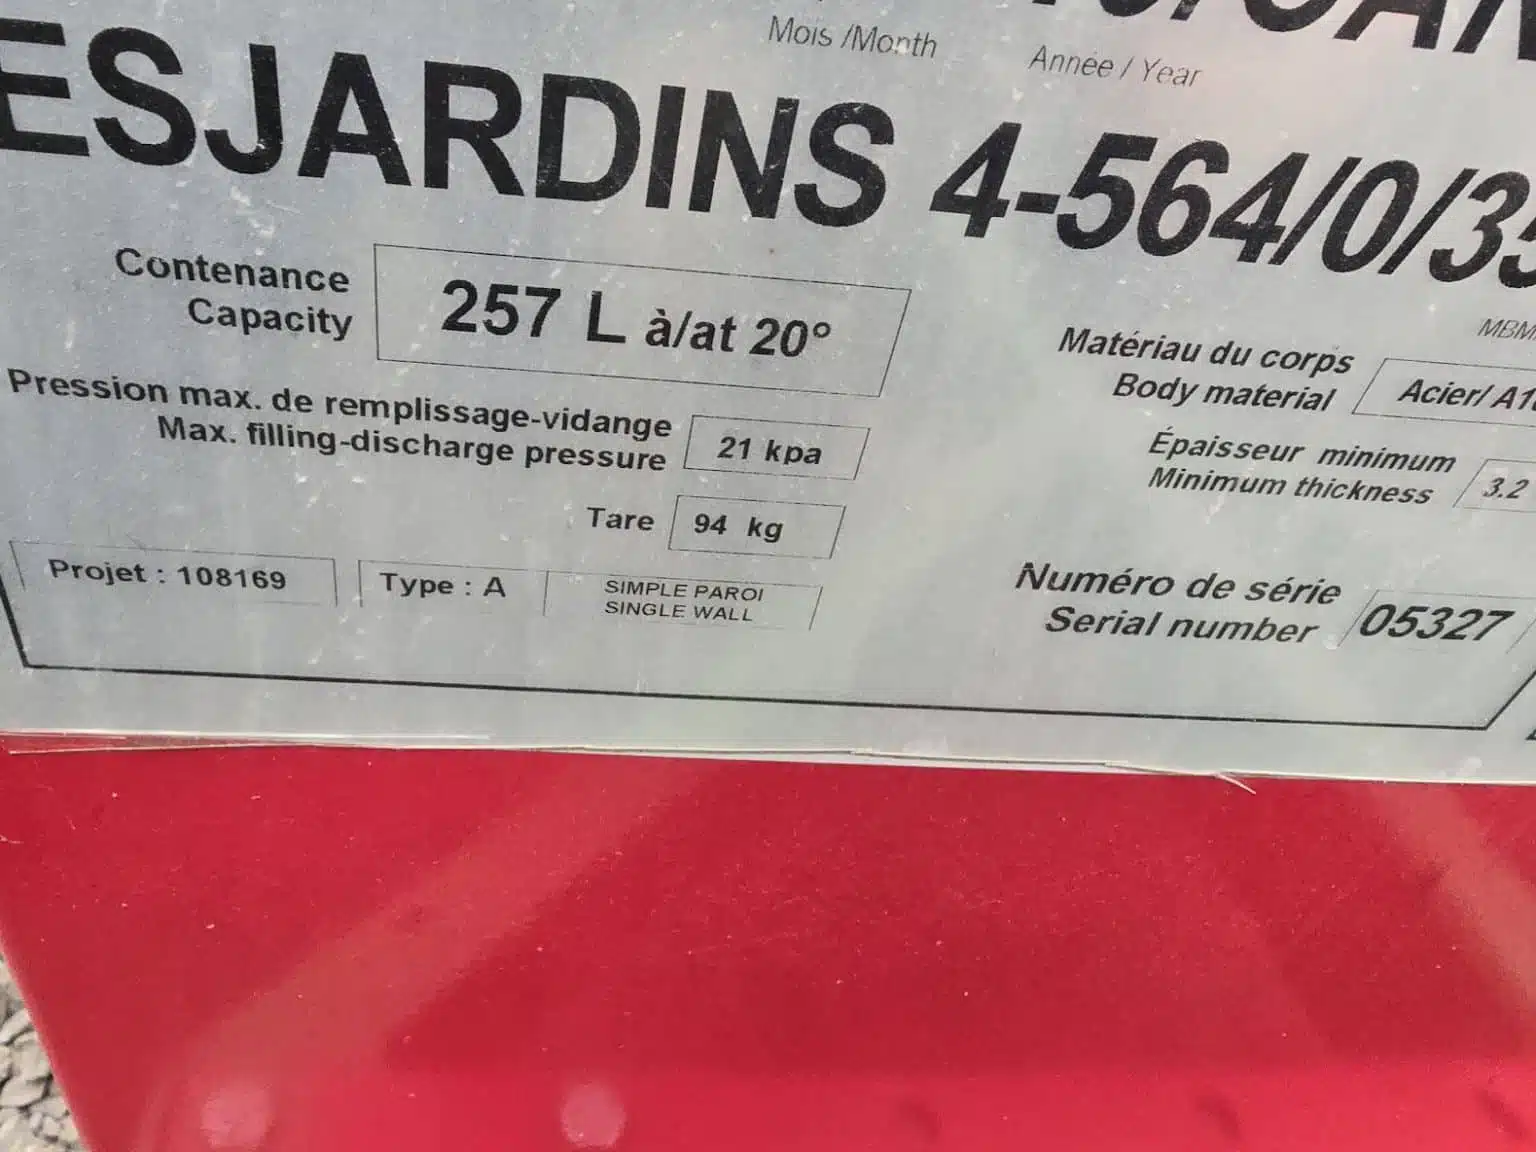 Mois /Month
Année / Year
ESJARDINS 4-564/0/35
Contenance
Capacity
257 L à/at 20°
Pression max. de remplissage-vidange
Max. filling-discharge pressure
21 kpa
Tare
94 kg
Projet : 108169
Type : A
SIMPLE PAROI
SINGLE WALL
Matériau du corps
Body material
Acier/
Épaisseur minimum
Minimum thickness
3.2
Numéro de série
Serial number
05327